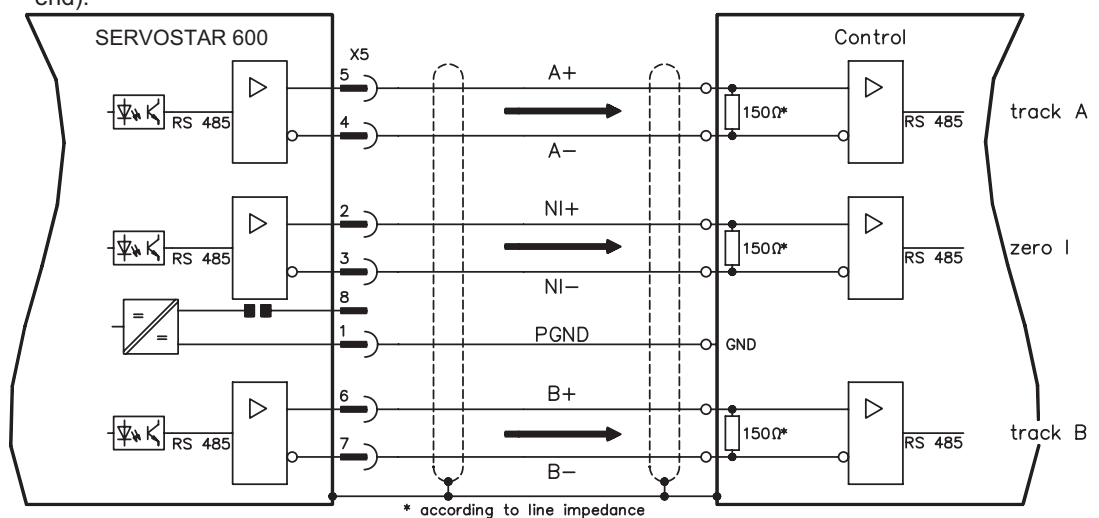 end).
SERVOSTAR 600
Control
X5
5
A+
RS 485
150Ω*
RS 485
track A
4
A−
2
NI+
RS 485
150Ω*
RS 485
zero I
3
NI−
8
=
=
1
PGND
GND
6
B+
RS 485
150Ω*
RS 485
track B
7
B−
* according to line impedance